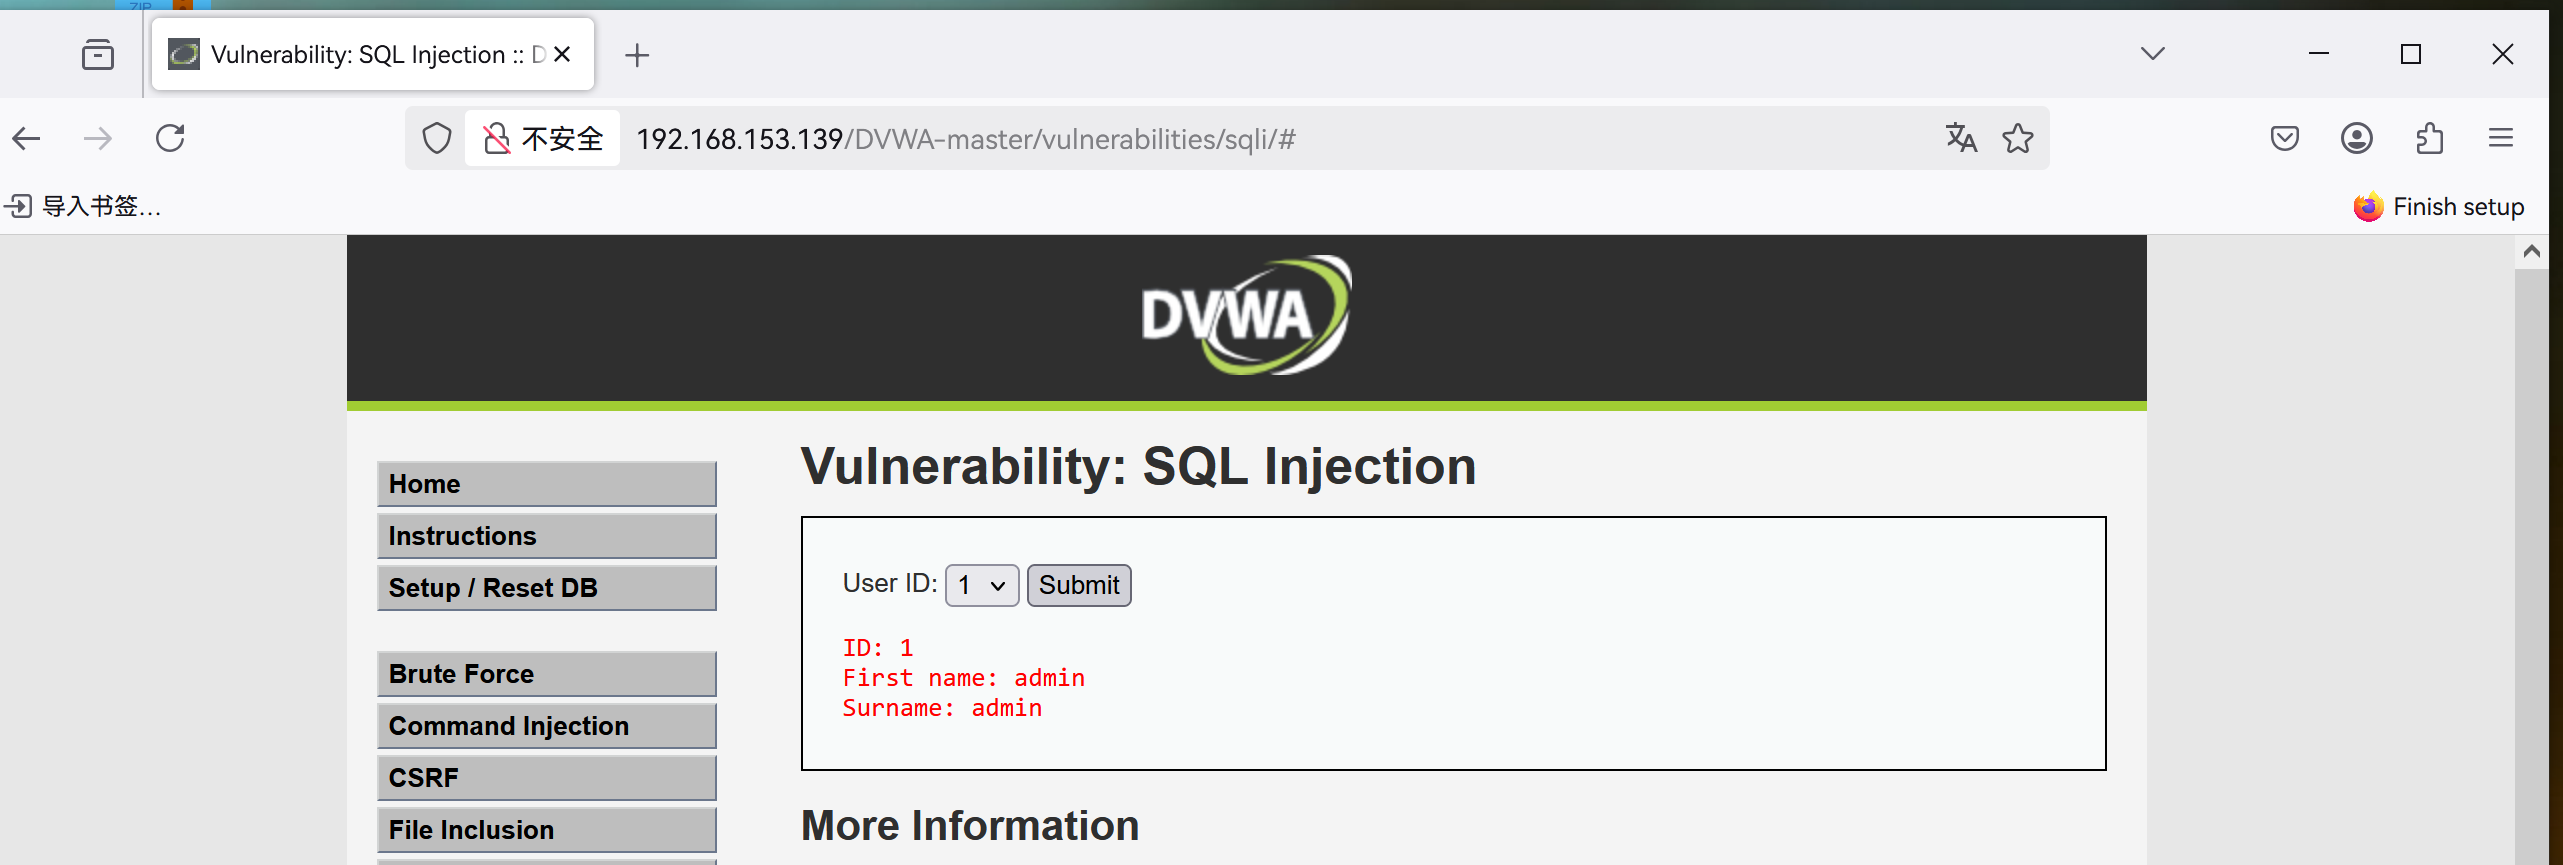 ZIP
Vulnerability: SQL Injection :: D
不安全 192.168.153.139/DVWA-master/vulnerabilities/sqli/#
导入书签...
Finish setup
DVWA
Home
Instructions
Setup / Reset DB
Brute Force
Command Injection
CSRF
File Inclusion
Vulnerability: SQL Injection
User ID: 1 Submit
ID: 1
First name: admin
Surname: admin
More Information